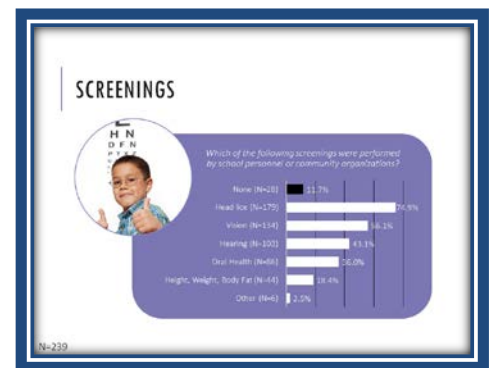 SCREENINGS
H N
D F N
Which of the following screenings were performed
by school personnel or community organizations?
None (N=28) 11.7%
Head lice (N=179) 74.9%
Vision (N=134) 56.1%
Hearing (N=103) 43.1%
Oral Health (N=86) 36.0%
Height, Weight, Body Fat (N=44) 18.4%
Other (N=6) 2.5%
N=239